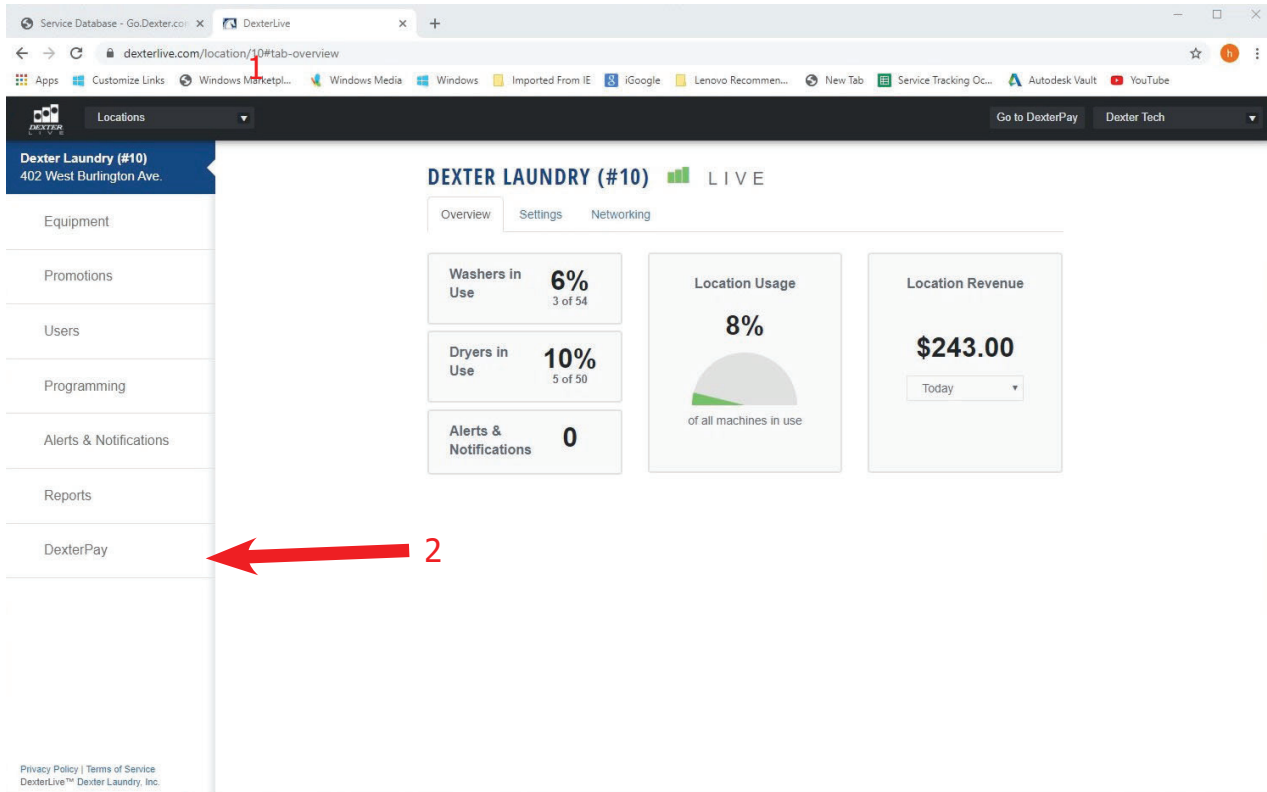 Service Database - Go.Dexter.co
DexterLive
dexterlive.com/location/10#tab-overview
1
h
Apps Customize Links Windows Marketpl... Windows Media Windows Imported From IE iGoogle Lenovo Recommen... New Tab Service Tracking Oc... Autodesk Vault YouTube
DEXTER
LIVE
Locations
Go to DexterPay
Dexter Tech
Dexter Laundry (#10)
402 West Burlington Ave.
Equipment
Promotions
Users
Programming
Alerts & Notifications
Reports
DexterPay
2
DEXTER LAUNDRY (#10) LIVE
Overview Settings Networking
Washers in
Use
6%
3 of 54
Dryers in
Use
10%
5 of 50
Alerts &
Notifications
0
Location Usage
8%
of all machines in use
Location Revenue
$243.00
Today
Privacy Policy | Terms of Service
DexterLive™ Dexter Laundry, Inc.